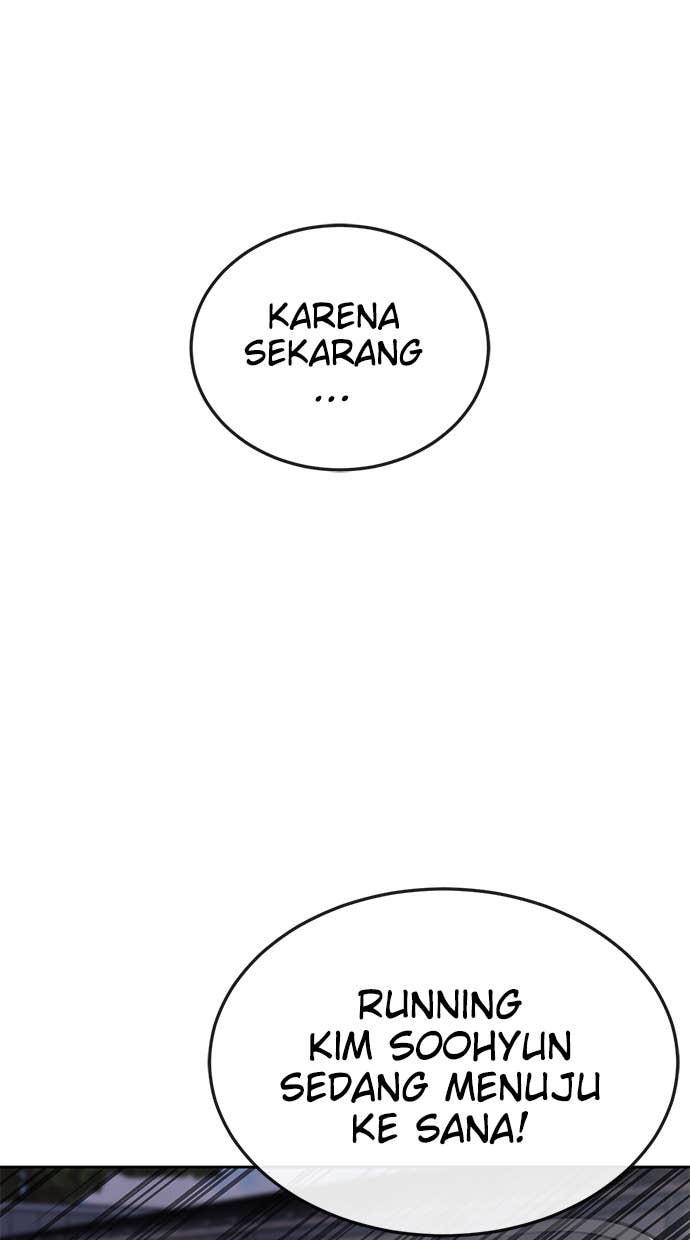 KARENA
SEKARANG
...
RUNNING
KIM SOOHYUN
SEDANG MENUJU
KE SANA!